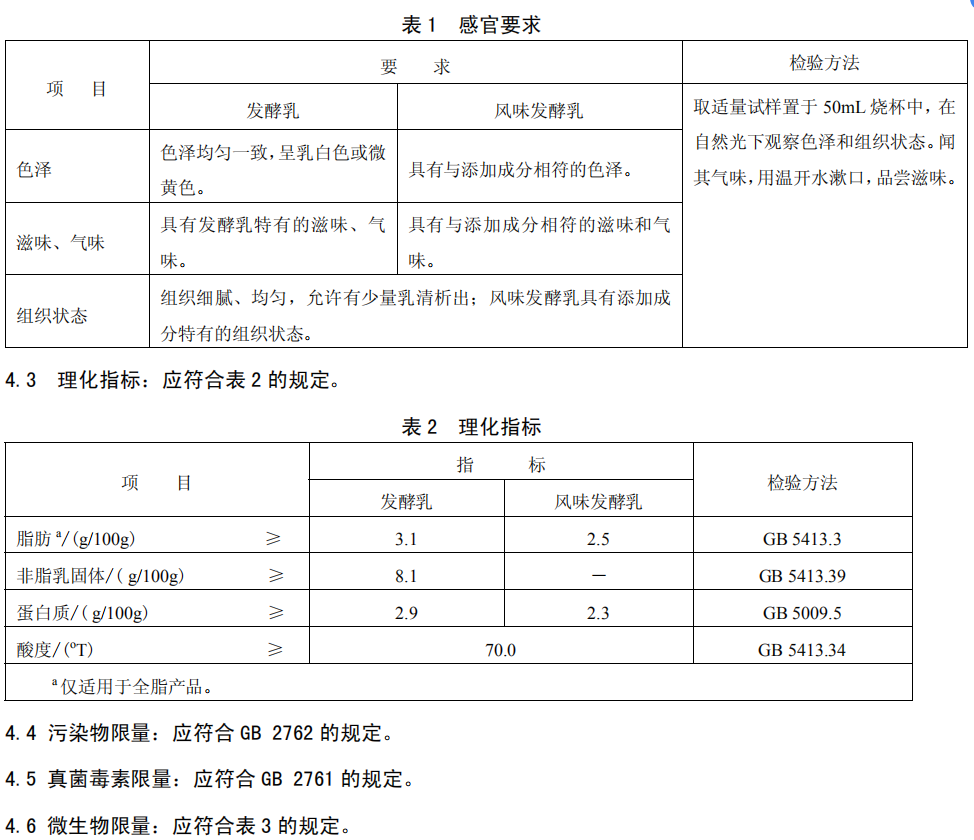 表 1 感官要求
项 目
要 求
检验方法
发酵乳
风味发酵乳
取适量试样置于 50mL 烧杯中，在
自然光下观察色泽和组织状态。闻
其气味，用温开水漱口，品尝滋味。
色泽
色泽均匀一致，呈乳白色或微
黄色。
具有与添加成分相符的色泽。
滋味、气味
具有发酵乳特有的滋味、气
味。
具有与添加成分相符的滋味和气
味。
组织状态
组织细腻、均匀，允许有少量乳清析出；风味发酵乳具有添加成
分特有的组织状态。
4.3 理化指标：应符合表 2 的规定。
表 2 理化指标
项 目
指 标
检验方法
发酵乳
风味发酵乳
脂肪 ª/(g/100g) ≥ 3.1 2.5 GB 5413.3
非脂乳固体/( g/100g) ≥ 8.1 － GB 5413.39
蛋白质/( g/100g) ≥ 2.9 2.3 GB 5009.5
酸度/(ºT) ≥ 70.0 GB 5413.34
ª 仅适用于全脂产品。
4.4 污染物限量：应符合 GB 2762 的规定。
4.5 真菌毒素限量：应符合 GB 2761 的规定。
4.6 微生物限量：应符合表 3 的规定。